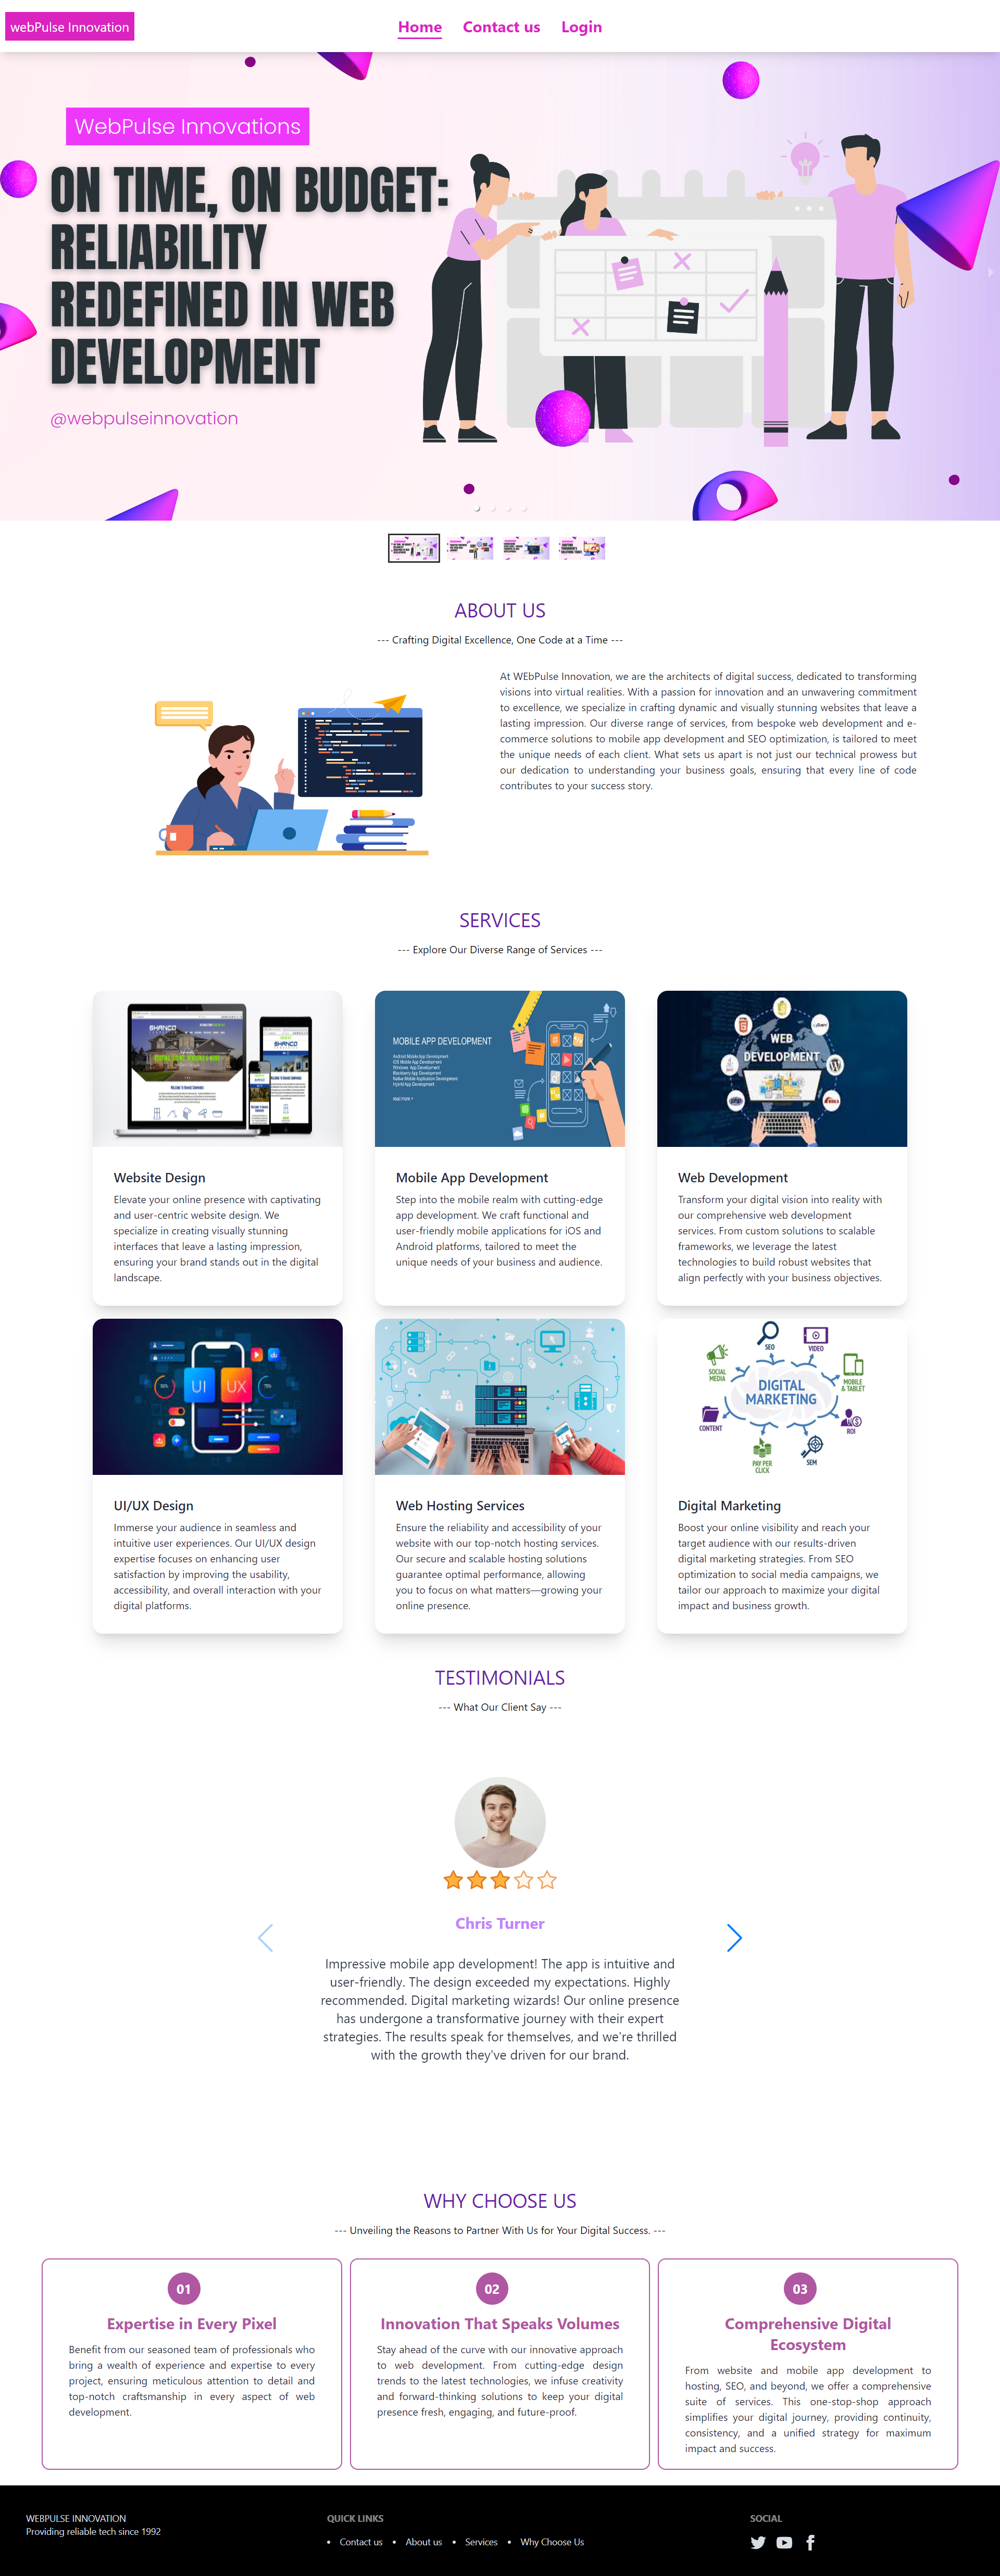 webPulse Innovation
Home
Contact us
Login
WebPulse Innovations
ON TIME, ON BUDGET:
RELIABILITY
REDEFINED IN WEB
DEVELOPMENT
@webpulseinnovation
ABOUT US
--- Crafting Digital Excellence, One Code at a Time ---
At WEbPulse Innovation, we are the architects of digital success, dedicated to transforming
visions into virtual realities. With a passion for innovation and an unwavering commitment
to excellence, we specialize in crafting dynamic and visually stunning websites that leave a
lasting impression. Our diverse range of services, from bespoke web development and e-
commerce solutions to mobile app development and SEO optimization, is tailored to meet
the unique needs of each client. What sets us apart is not just our technical prowess but
our dedication to understanding your business goals, ensuring that every line of code
contributes to your success story.
SERVICES
--- Explore Our Diverse Range of Services ---
SHANCO
Website Design
Elevate your online presence with captivating
and user-centric website design. We
specialize in creating visually stunning
interfaces that leave a lasting impression,
ensuring your brand stands out in the digital
landscape.
MOBILE APP DEVELOPMENT
Android Mobile App Development
iOS Mobile App Development
Windows App Development
Blackberry App Development
Native Mobile Application Development
Hybrid App Development
read more >
Mobile App Development
Step into the mobile realm with cutting-edge
app development. We craft functional and
user-friendly mobile applications for iOS and
Android platforms, tailored to meet the
unique needs of your business and audience.
WEB
DEVELOPMENT
php
Web Development
Transform your digital vision into reality with
our comprehensive web development
services. From custom solutions to scalable
frameworks, we leverage the latest
technologies to build robust websites that
align perfectly with your business objectives.
UI
UX
UI/UX Design
Immerse your audience in seamless and
intuitive user experiences. Our UI/UX design
expertise focuses on enhancing user
satisfaction by improving the usability,
accessibility, and overall interaction with your
digital platforms.
Web Hosting Services
Ensure the reliability and accessibility of your
website with our top-notch hosting services.
Our secure and scalable hosting solutions
guarantee optimal performance, allowing
you to focus on what matters—growing your
online presence.
SEO
VIDEO
SOCIAL
MEDIA
MOBILE
& TABLET
DIGITAL
MARKETING
CONTENT
ROI
PAY PER
CLICK
SEM
Digital Marketing
Boost your online visibility and reach your
target audience with our results-driven
digital marketing strategies. From SEO
optimization to social media campaigns, we
tailor our approach to maximize your digital
impact and business growth.
TESTIMONIALS
--- What Our Client Say ---
Chris Turner
Impressive mobile app development! The app is intuitive and
user-friendly. The design exceeded my expectations. Highly
recommended. Digital marketing wizards! Our online presence
has undergone a transformative journey with their expert
strategies. The results speak for themselves, and we're thrilled
with the growth they've driven for our brand.
WHY CHOOSE US
--- Unveiling the Reasons to Partner With Us for Your Digital Success. ---
01
Expertise in Every Pixel
Benefit from our seasoned team of professionals who
bring a wealth of experience and expertise to every
project, ensuring meticulous attention to detail and
top-notch craftsmanship in every aspect of web
development.
02
Innovation That Speaks Volumes
Stay ahead of the curve with our innovative approach
to web development. From cutting-edge design
trends to the latest technologies, we infuse creativity
and forward-thinking solutions to keep your digital
presence fresh, engaging, and future-proof.
03
Comprehensive Digital
Ecosystem
From website and mobile app development to
hosting, SEO, and beyond, we offer a comprehensive
suite of services. This one-stop-shop approach
simplifies your digital journey, providing continuity,
consistency, and a unified strategy for maximum
impact and success.
WEBPULSE INNOVATION
Providing reliable tech since 1992
QUICK LINKS
• Contact us • About us • Services • Why Choose Us
SOCIAL